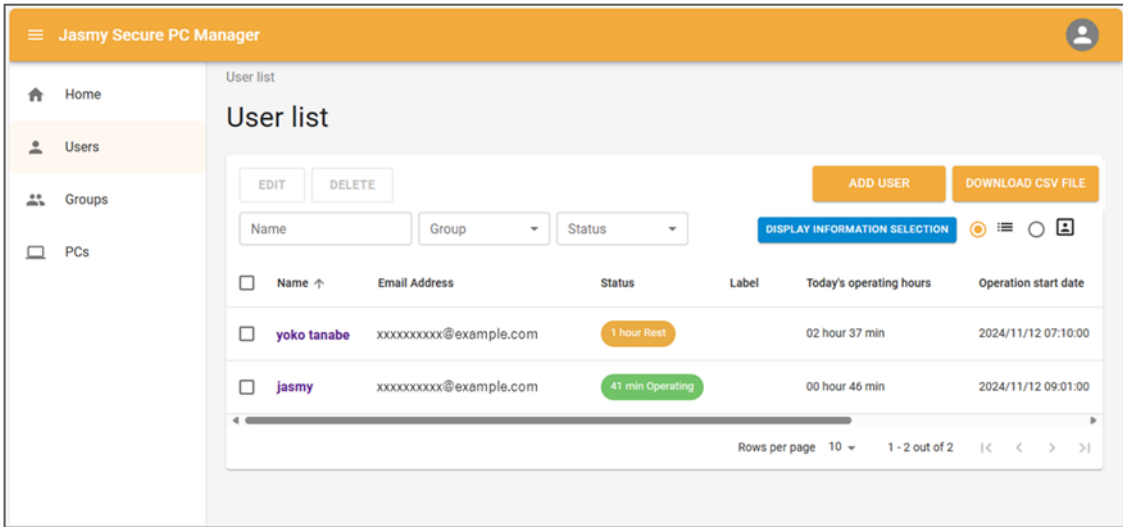 Jasmy Secure PC Manager
Home
Users
Groups
PCs
User list
User list
EDIT DELETE ADD USER DOWNLOAD CSV FILE
Name Group Status DISPLAY INFORMATION SELECTION
Name ↑ Email Address Status Label Today's operating hours Operation start date
yoko tanabe xxxxxxxxxx@example.com 1 hour Rest 02 hour 37 min 2024/11/12 07:10:00
jasmy xxxxxxxxxx@example.com 41 min Operating 00 hour 46 min 2024/11/12 09:01:00
Rows per page 10 1 - 2 out of 2